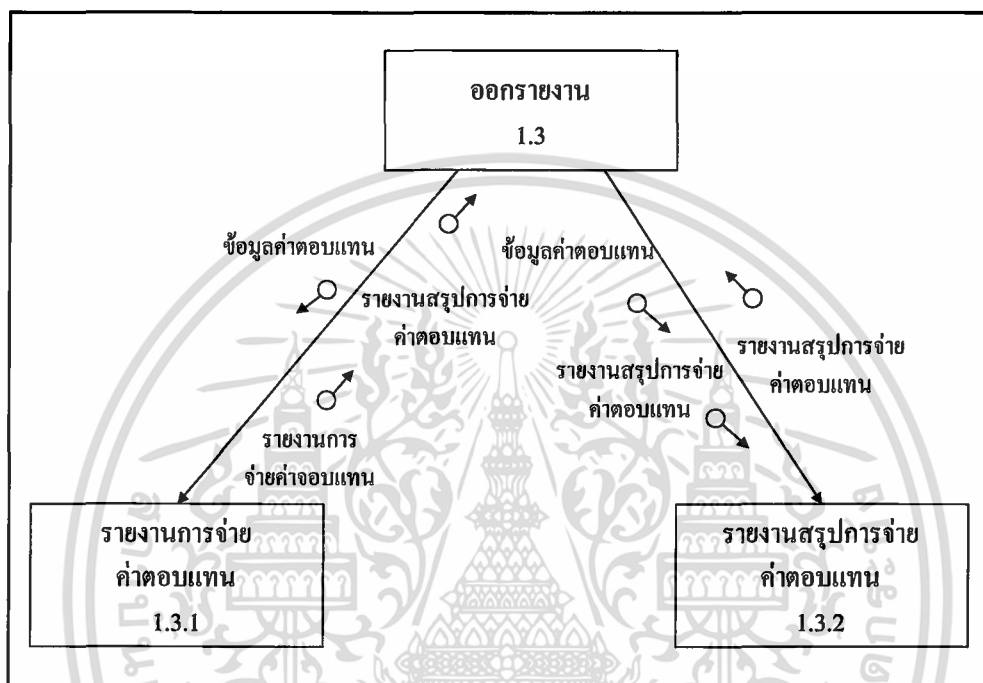 ออกรายงาน
1.3
ข้อมูลค่าตอบแทน
รายงานสรุปการจ่าย
ค่าตอบแทน
รายงานการ
จ่ายค่าจอบแทน
ข้อมูลค่าตอบแทน
รายงานสรุปการจ่าย
ค่าตอบแทน
รายงานสรุปการจ่าย
ค่าตอบแทน
รายงานการจ่าย
ค่าตอบแทน
1.3.1
รายงานสรุปการจ่าย
ค่าตอบแทน
1.3.2